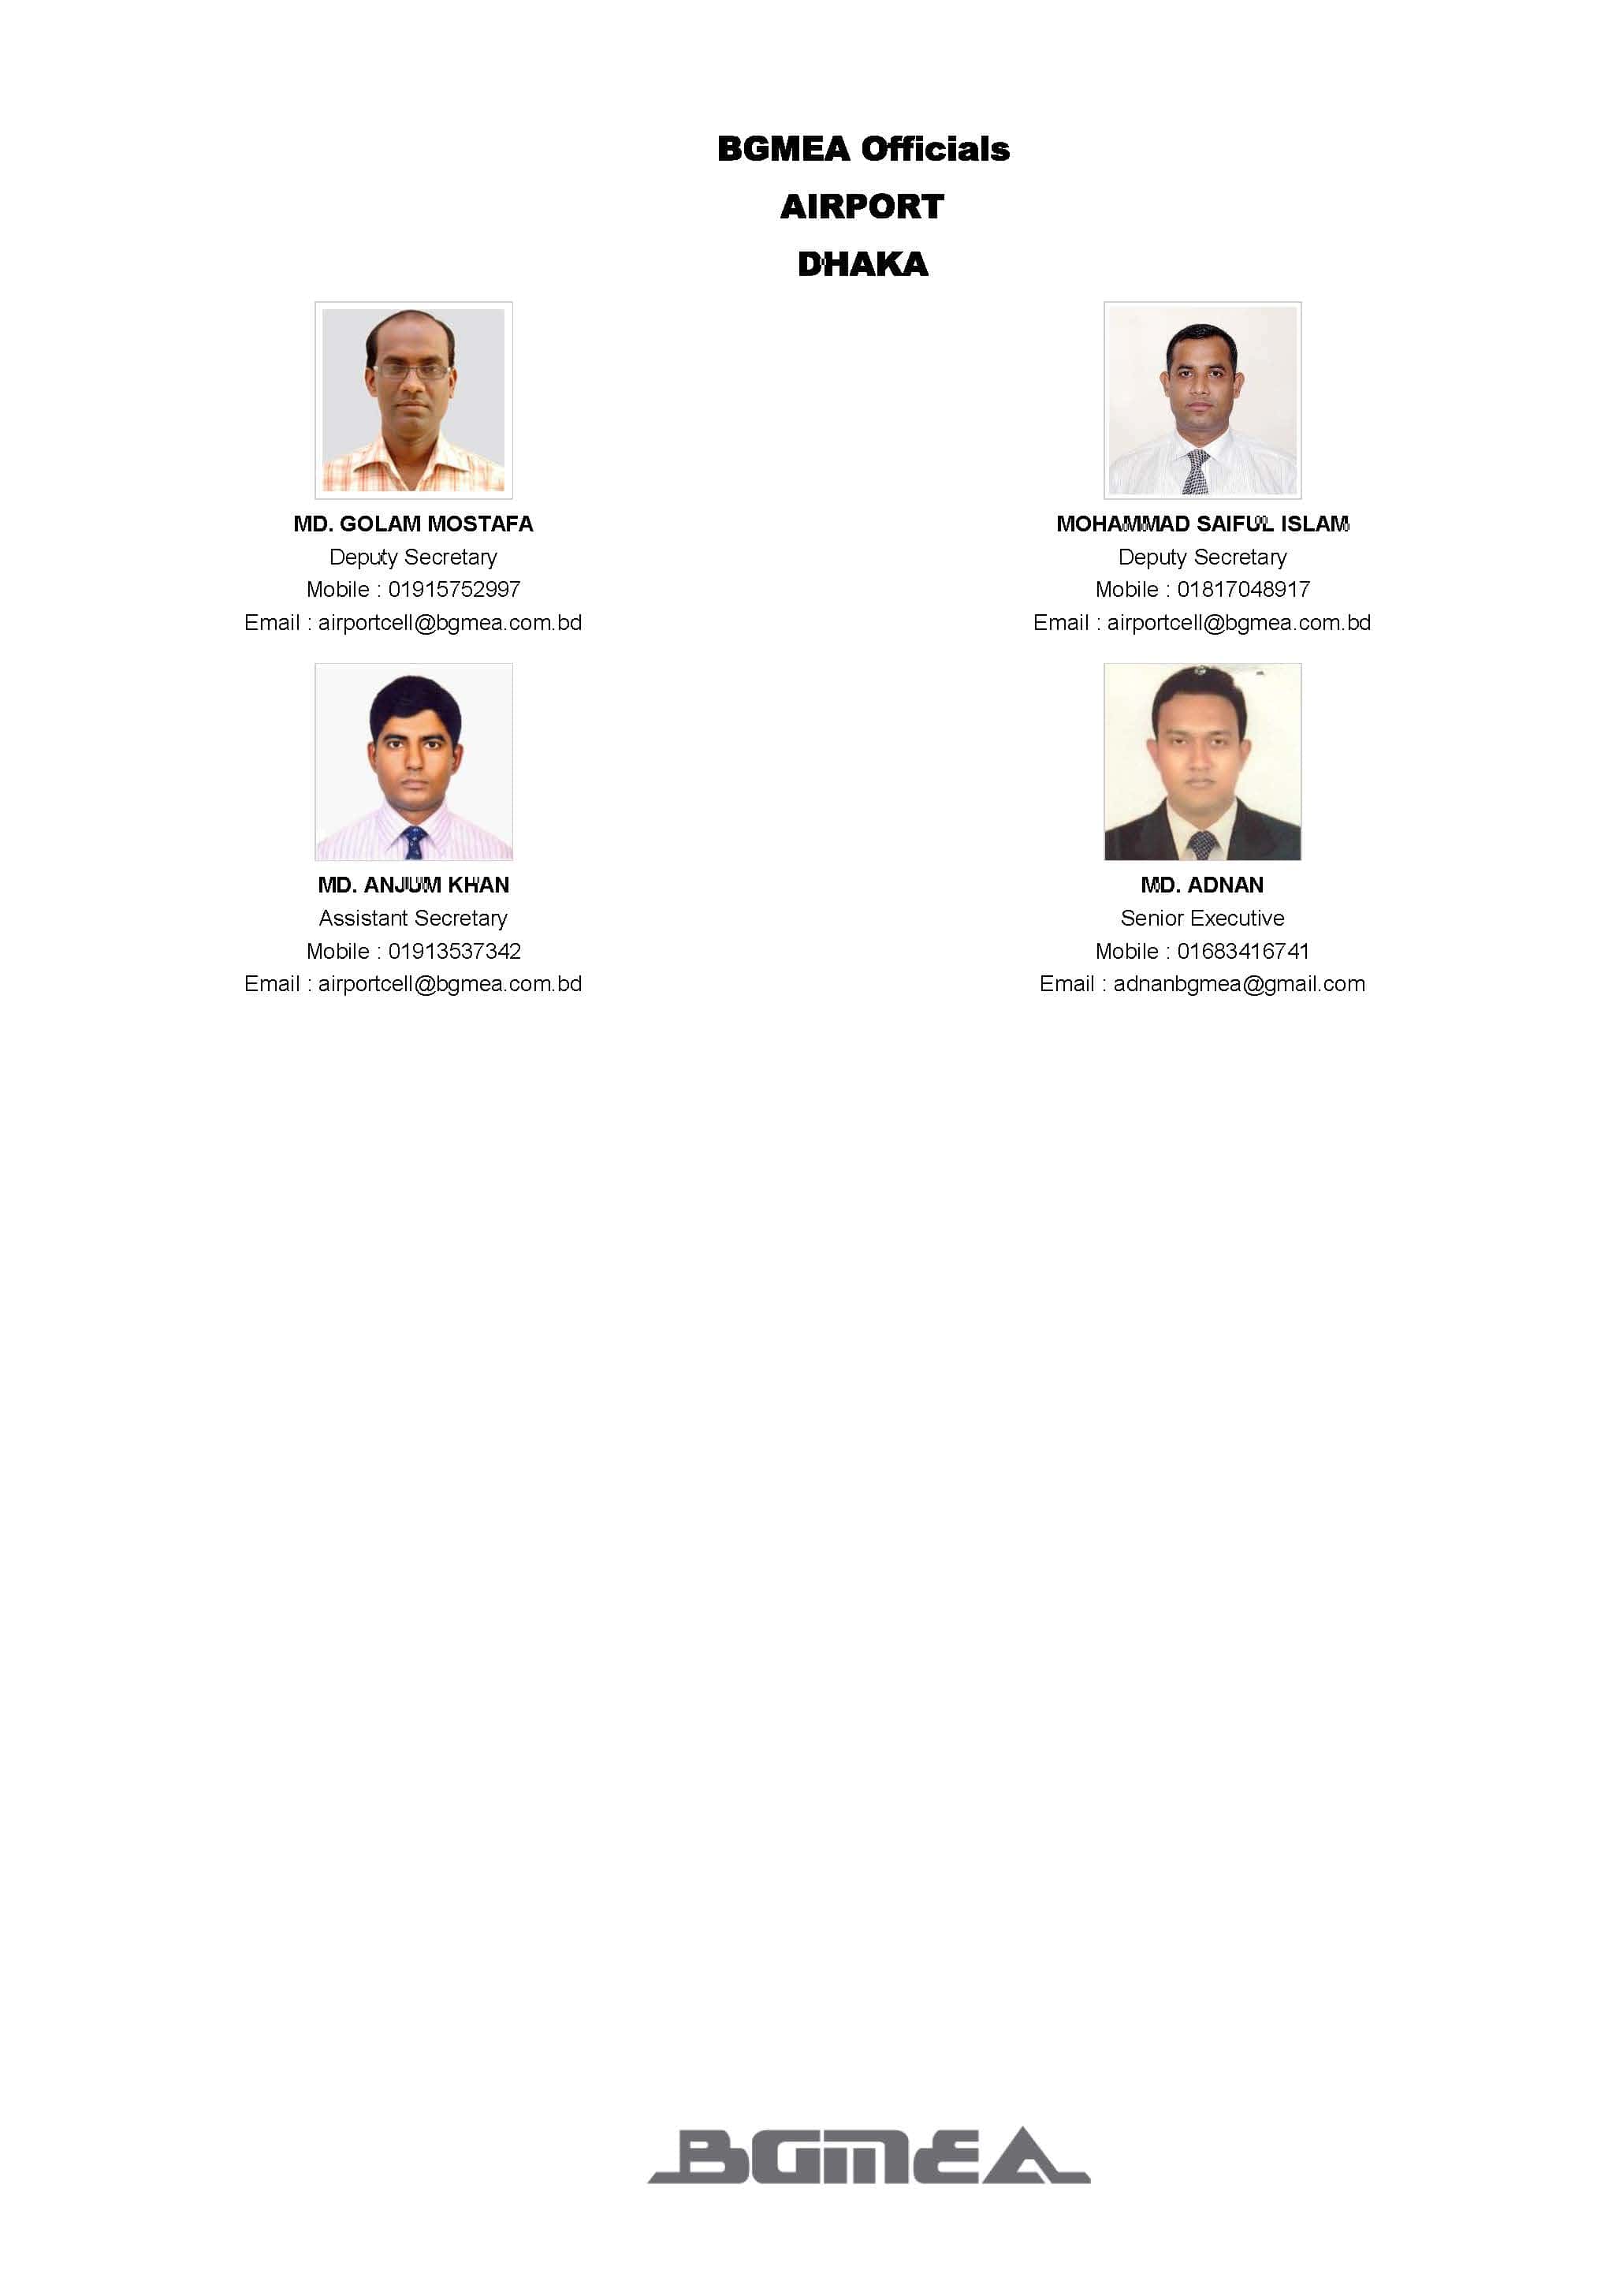 BGMEA Officials
AIRPORT
DHAKA
MD. GOLAM MOSTAFA
Deputy Secretary
Mobile : 01915752997
Email : airportcell@bgmea.com.bd
MOHAMMAD SAIFUL ISLAM
Deputy Secretary
Mobile : 01817048917
Email : airportcell@bgmea.com.bd
MD. ANJUM KHAN
Assistant Secretary
Mobile : 01913537342
Email : airportcell@bgmea.com.bd
MD. ADNAN
Senior Executive
Mobile : 01683416741
Email : adnanbgmea@gmail.com
BGMEA